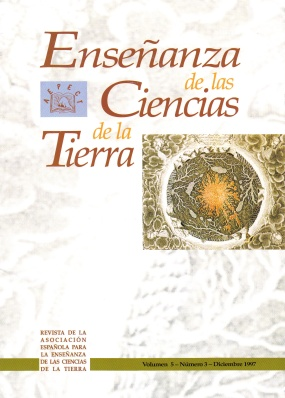 Enseñanza
de las
Ciencias
de la
Tierra
REVISTA DE LA
ASOCIACIÓN
ESPAÑOLA PARA
LA ENSEÑANZA
DE LAS CIENCIAS
DE LA TIERRA
Volumen 5 – Número 3 – Diciembre 1997